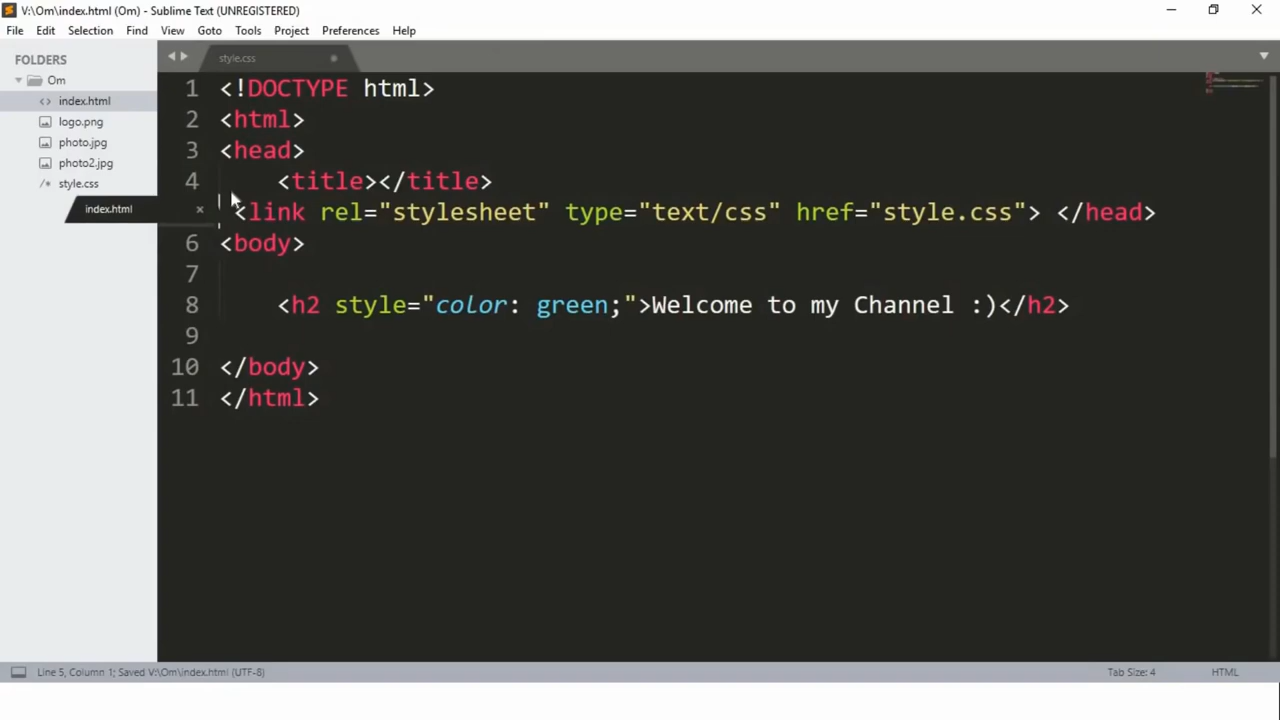 V:\Om\index.html (Om) - Sublime Text (UNREGISTERED)
File Edit Selection Find View Goto Tools Project Preferences Help
FOLDERS
Om
index.html
logo.png
photo.jpg
photo2.jpg
style.css
index.html
style.css
1 <!DOCTYPE html>
2 <html>
3 <head>
4 <title></title>
<link rel="stylesheet" type="text/css" href="style.css"> </head>
6 <body>
7
8 <h2 style="color: green;">Welcome to my Channel :)</h2>
9
10 </body>
11 </html>
Line 5, Column 1; Saved V:\Om\index.html (UTF-8) Tab Size: 4 HTML